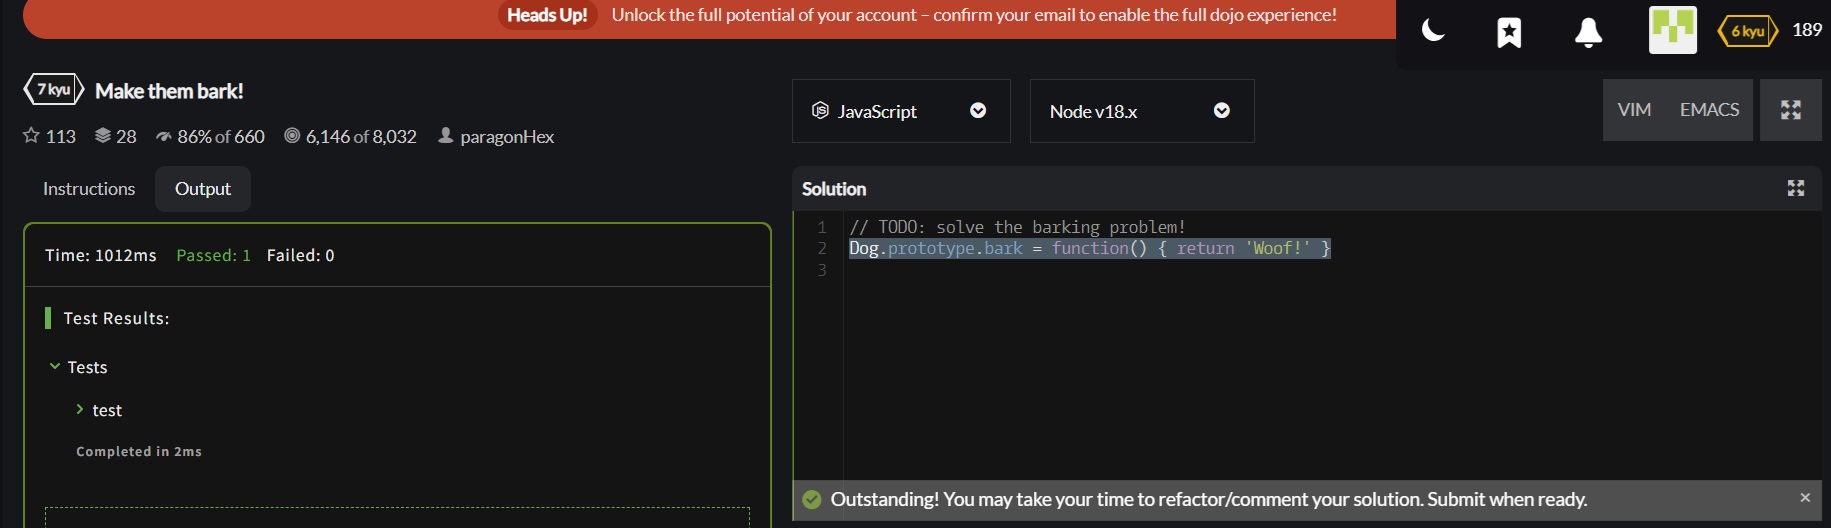 Heads Up! Unlock the full potential of your account – confirm your email to enable the full dojo experience!
6 kyu 189
7 kyu Make them bark!
113 28 86% of 660 6,146 of 8,032 paragonHex
JavaScript Node v18.x VIM EMACS
Instructions Output
Time: 1012ms Passed: 1 Failed: 0
Test Results:
Tests
test
Completed in 2ms
Solution
1 // TODO: solve the barking problem!
2 Dog.prototype.bark = function() { return 'Woof!' }
3
Outstanding! You may take your time to refactor/comment your solution. Submit when ready. ×